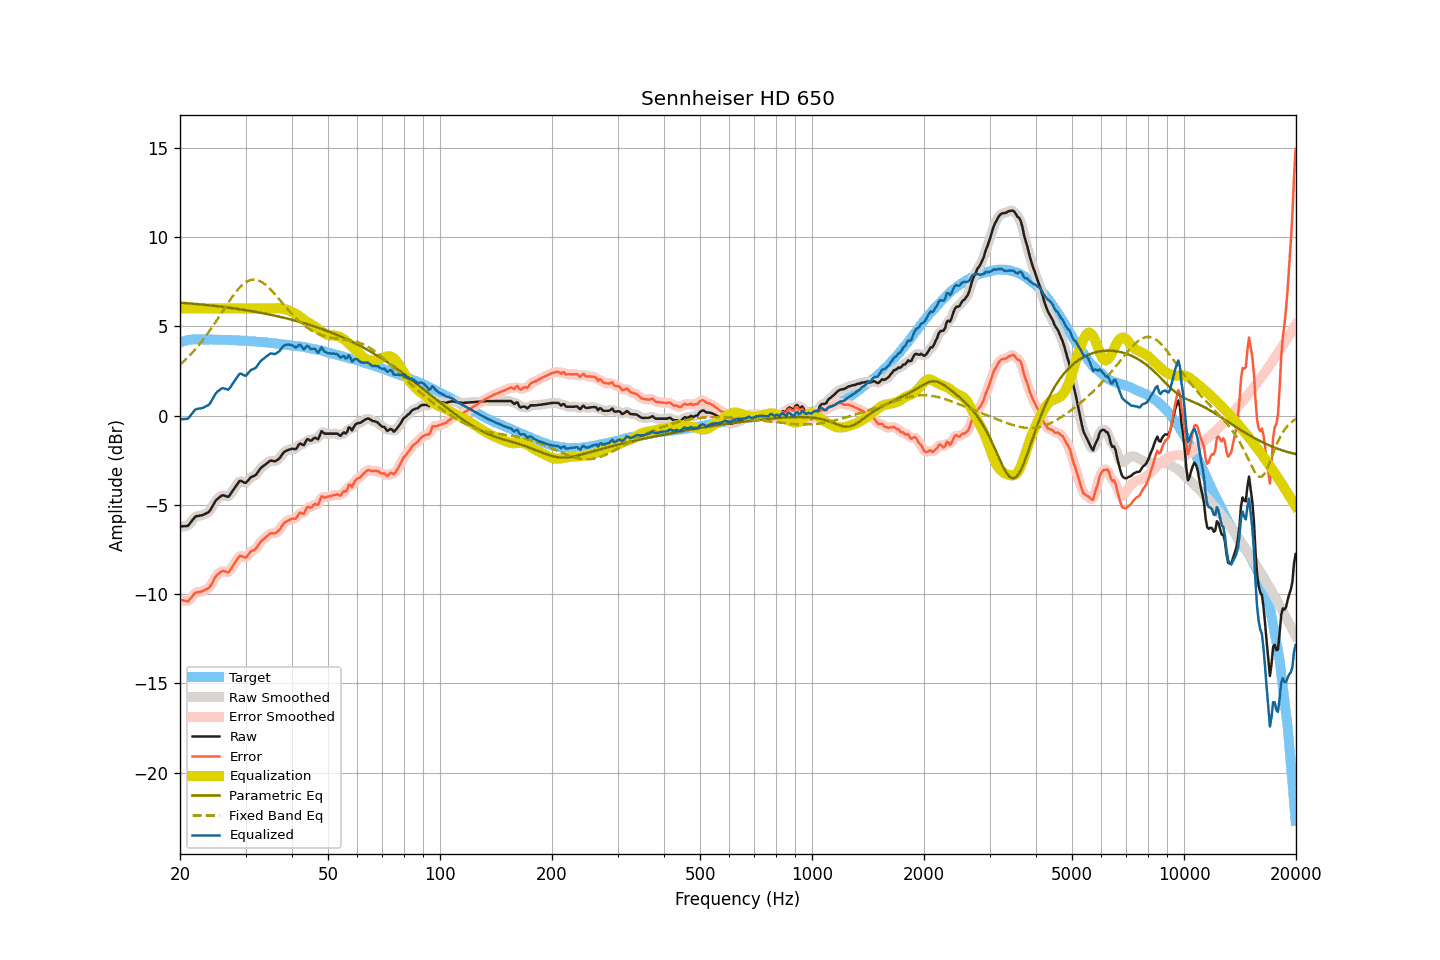 Sennheiser HD 650
Amplitude (dBr)
15
10
5
0
−5
−10
−15
−20
Target
Raw Smoothed
Error Smoothed
Raw
Error
Equalization
Parametric Eq
Fixed Band Eq
Equalized
20 50 100 200 500 1000 2000 5000 10000 20000
Frequency (Hz)